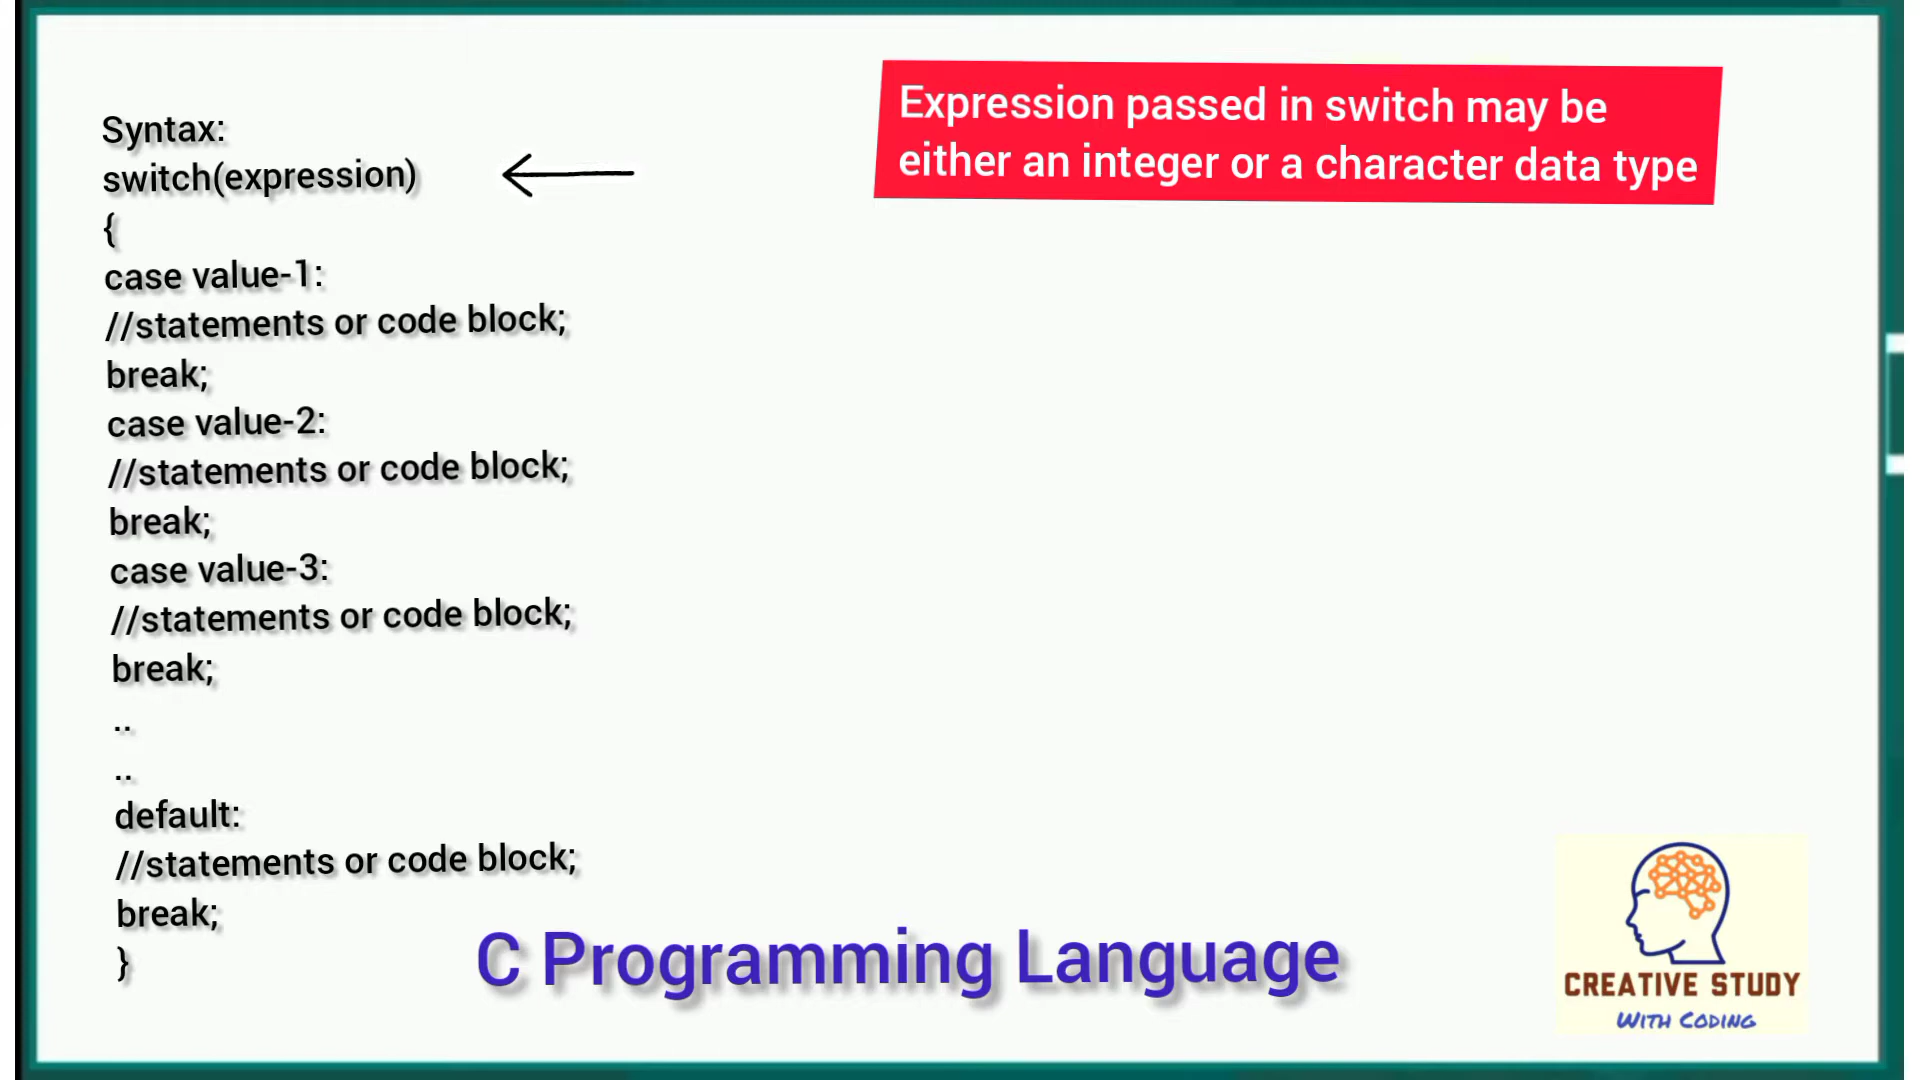 Syntax:
switch(expression)
{
case value-1:
//statements or code block;
break;
case value-2:
//statements or code block;
break;
case value-3:
//statements or code block;
break;
..
..
default:
//statements or code block;
break;
}
Expression passed in switch may be
either an integer or a character data type
C Programming Language
CREATIVE STUDY
WITH CODING